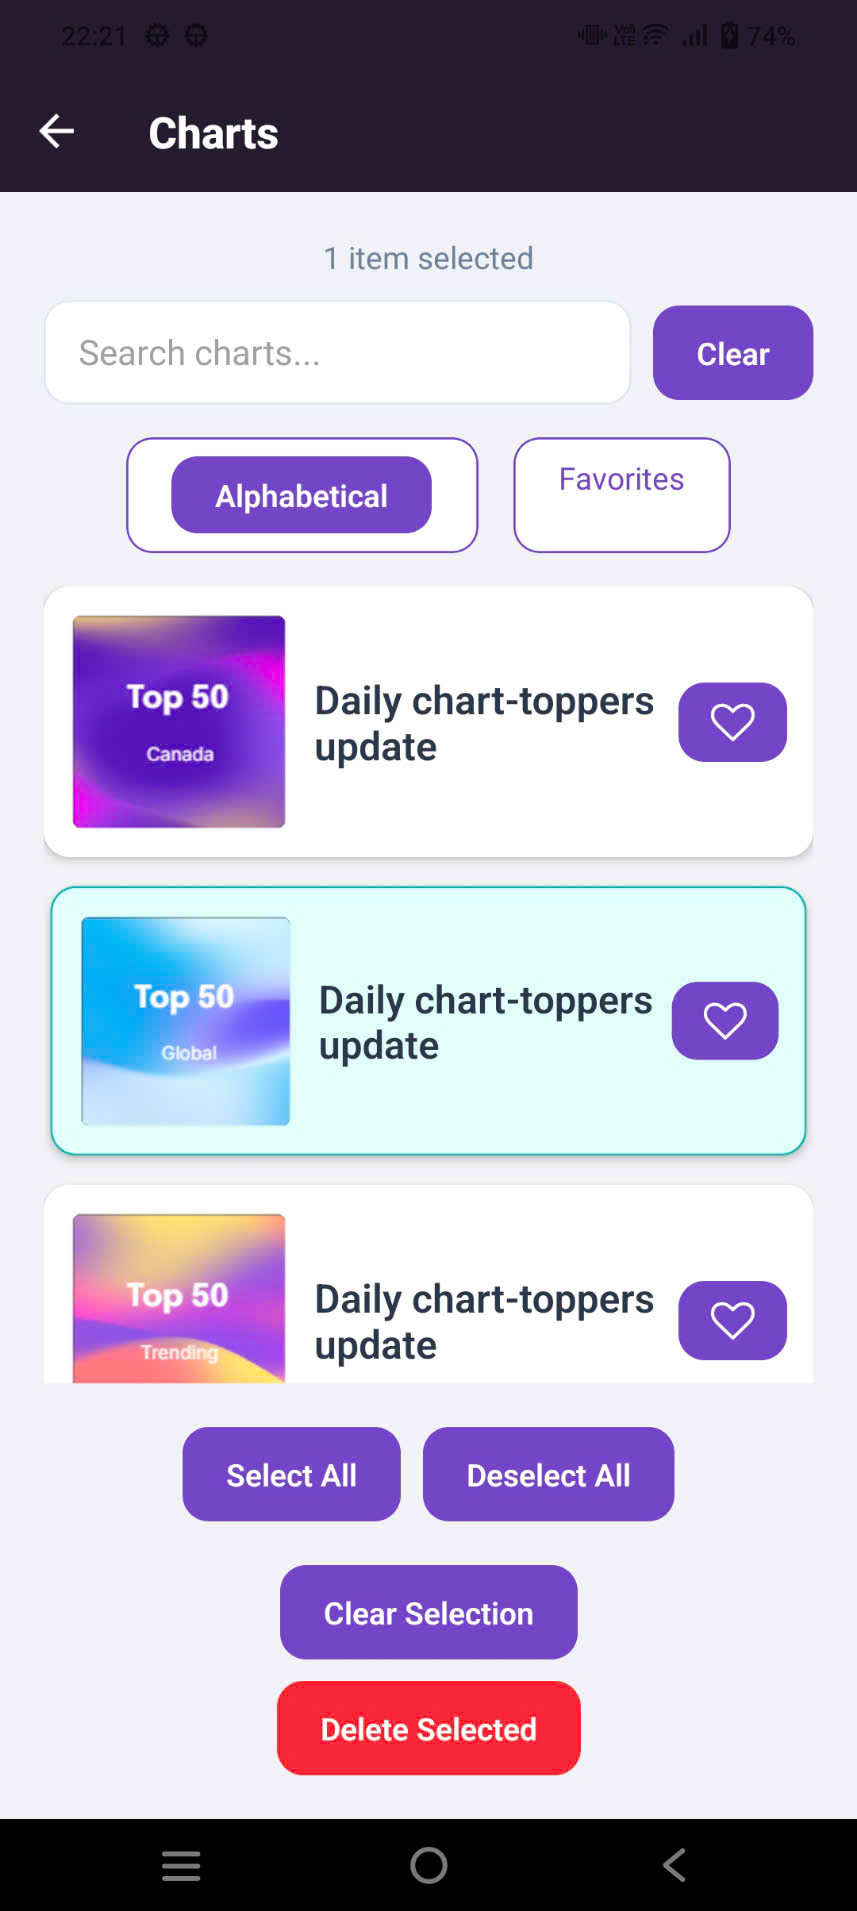 22:21
Vo5 LTE
74%
Charts
1 item selected
Search charts...
Clear
Alphabetical
Favorites
Top 50
Canada
Daily chart-toppers
update
Top 50
Global
Daily chart-toppers
update
Top 50
Trending
Daily chart-toppers
update
Select All
Deselect All
Clear Selection
Delete Selected